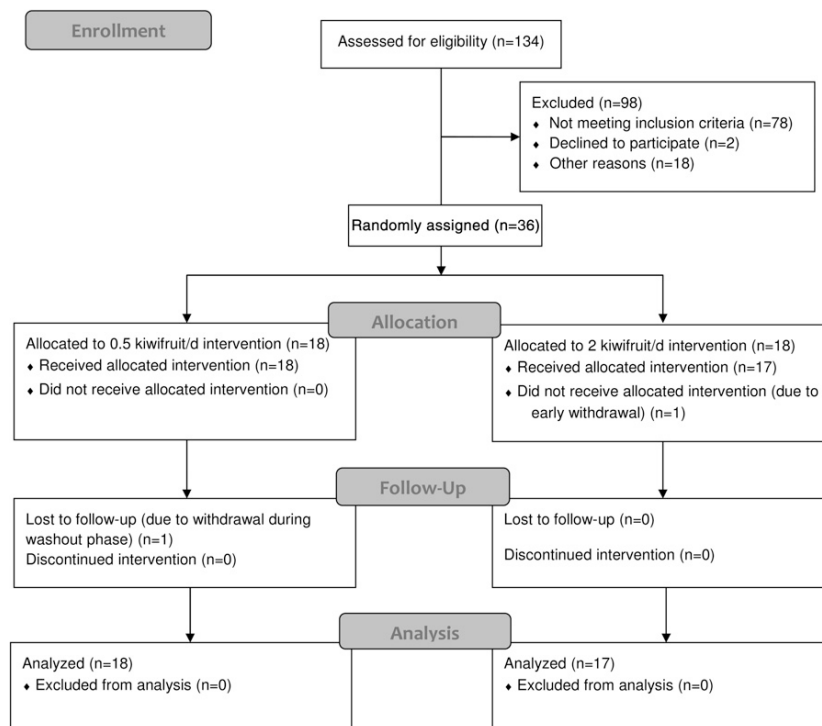 Enrollment
Assessed for eligibility (n=134)
Excluded (n=98)
♦ Not meeting inclusion criteria (n=78)
♦ Declined to participate (n=2)
♦ Other reasons (n=18)
Randomly assigned (n=36)
Allocation
Allocated to 0.5 kiwifruit/d intervention (n=18)
♦ Received allocated intervention (n=18)
♦ Did not receive allocated intervention (n=0)
Allocated to 2 kiwifruit/d intervention (n=18)
♦ Received allocated intervention (n=17)
♦ Did not receive allocated intervention (due to
early withdrawal) (n=1)
Follow-Up
Lost to follow-up (due to withdrawal during
washout phase) (n=1)
Discontinued intervention (n=0)
Lost to follow-up (n=0)
Discontinued intervention (n=0)
Analysis
Analyzed (n=18)
♦ Excluded from analysis (n=0)
Analyzed (n=17)
♦ Excluded from analysis (n=0)